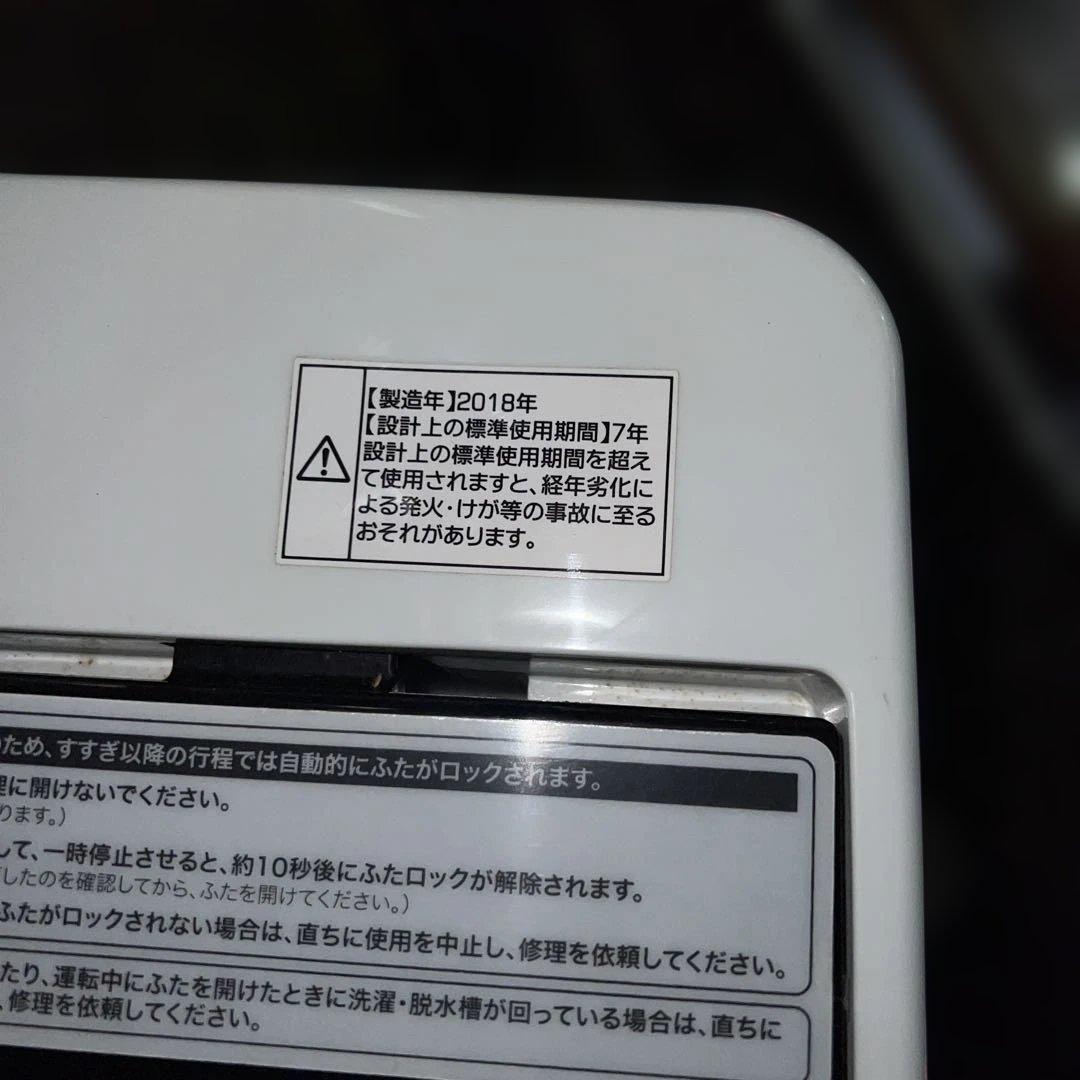 【製造年】2018年
【設計上の標準使用期間】7年
設計上の標準使用期間を超え
て使用されますと、経年劣化に
よる発火・けが等の事故に至る
おそれがあります。
ため、すすぎ以降の行程では自動的にふたがロックされます。
理に開けないでください。
ります。)
して、一時停止させると、約10秒後にふたロックが解除されます。
したのを確認してから、ふたを開けてください。)
ふたがロックされない場合は、直ちに使用を中止し、修理を依頼してください。
たり、運転中にふたを開けたときに洗濯・脱水槽が回っている場合は、直ちに
、修理を依頼してください。